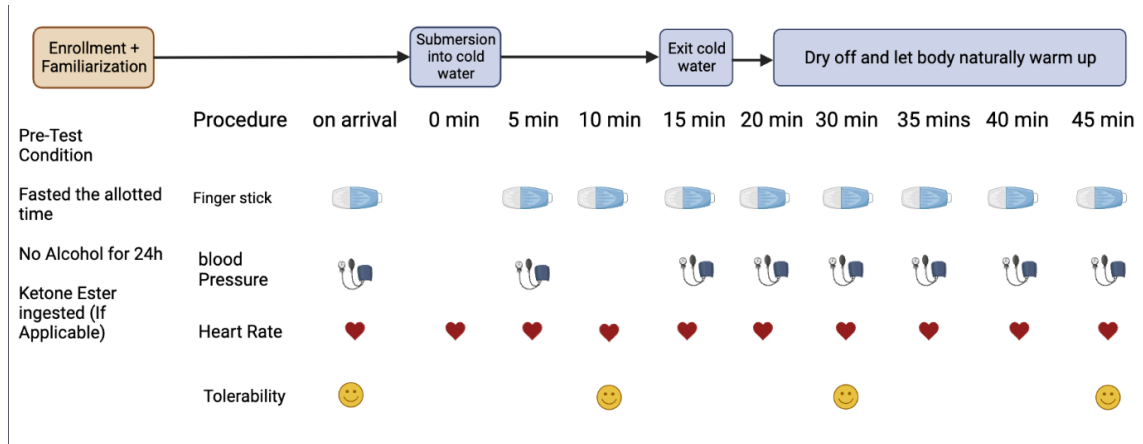 Enrollment +
Familiarization
Submersion
into cold
water
Exit cold
water
Dry off and let body naturally warm up
Procedure on arrival 0 min 5 min 10 min 15 min 20 min 30 min 35 mins 40 min 45 min
Pre-Test
Condition
Fasted the allotted
time
Finger stick
No Alcohol for 24h
blood
Pressure
Ketone Ester
ingested (If
Applicable)
Heart Rate
Tolerability